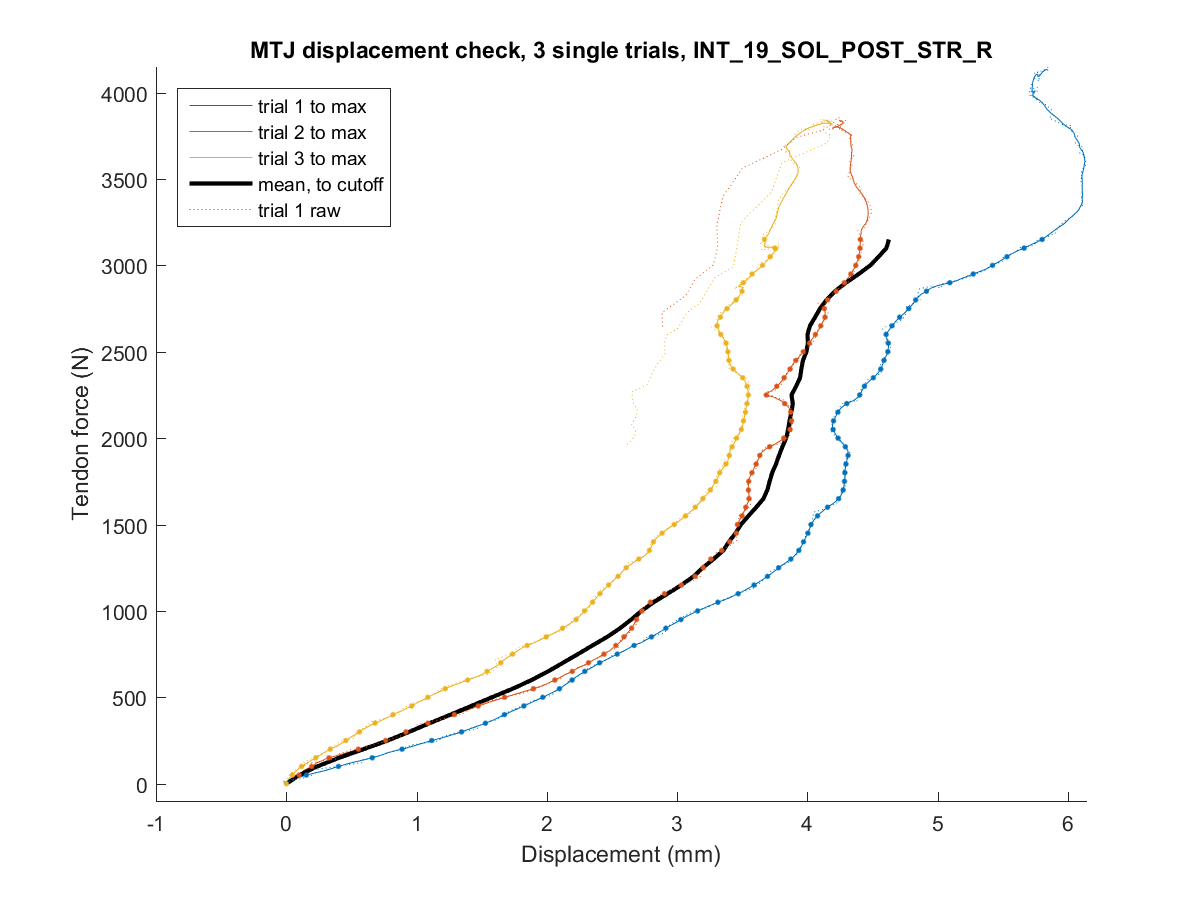 MTJ displacement check, 3 single trials, INT_19_SOL_POST_STR_R
trial 1 to max
trial 2 to max
trial 3 to max
mean, to cutoff
trial 1 raw
Tendon force (N)
4000
3500
3000
2500
2000
1500
1000
500
0
-1 0 1 2 3 4 5 6
Displacement (mm)